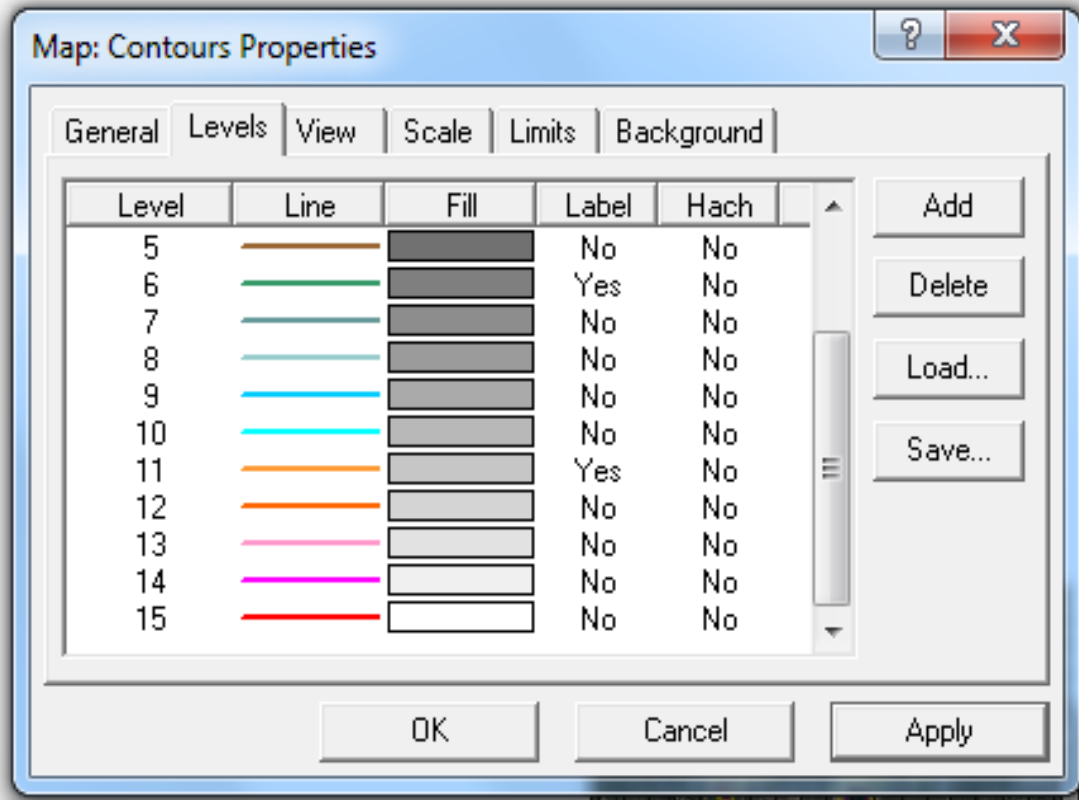 Map: Contours Properties
General Levels View Scale Limits Background
Level Line Fill Label Hach
5 No No
6 Yes No
7 No No
8 No No
9 No No
10 No No
11 Yes No
12 No No
13 No No
14 No No
15 No No
Add
Delete
Load...
Save...
OK Cancel Apply